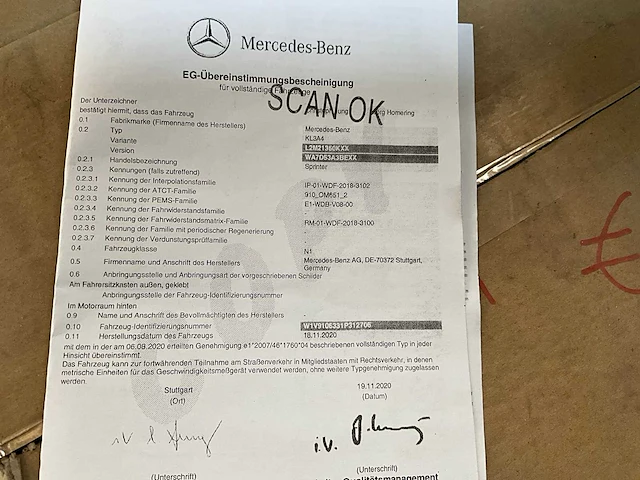 Mercedes-Benz
EG-Übereinstimmungsbescheinigung
für vollständige Fahrzeuge
SCAN OK
Der Unterzeichner
bestätigt hiermit, dass das Fahrzeug Homering
0.1 Fabrikmarke (Firmenname des Herstellers) Mercedes-Benz
0.2 Typ KL3A4
Variante L2M21350KXX
Version WA7D53A3BEXX
0.2.1 Handelsbezeichnung Sprinter
0.2.3 Kennungen (falls zutreffend)
0.2.3.1 Kennung der Interpolationsfamilie IP-01-WDF-2018-3102
0.2.3.2 Kennung der ATCT-Familie 910_OM651_2
0.2.3.3 Kennung der PEMS-Familie E1-WDB-V08-00
0.2.3.4 Kennung der Fahrwiderstandsfamilie -
0.2.3.5 Kennung der Fahrwiderstandsmatrix-Familie RM-01-WDF-2018-3100
0.2.3.6 Kennung der Familie mit periodischer Regenerierung -
0.2.3.7 Kennung der Verdunstungsprüffamilie -
0.4 Fahrzeugklasse N1
0.5 Firmenname und Anschrift des Herstellers Mercedes-Benz AG, DE-70372 Stuttgart,
Germany
0.6 Anbringungsstelle und Anbringungsart der vorgeschriebenen Schilder
Am Fahrersitzkasten außen, geklebt
Anbringungsstelle der Fahrzeug-Identifizierungsnummer
Im Motorraum hinten
0.9 Name und Anschrift des Bevollmächtigten des Herstellers -
0.10 Fahrzeug-Identifizierungsnummer W1V9106331P312706
0.11 Herstellungsdatum des Fahrzeugs 18.11.2020
mit dem in der am 06.08.2020 erteilten Genehmigung e1*2007/46*1760*04 beschriebenen vollständigen Typ in jeder
Hinsicht übereinstimmt.
Das Fahrzeug kann zur fortwährenden Teilnahme am Straßenverkehr in Mitgliedstaaten mit Rechtsverkehr, in denen
metrische Einheiten für das Geschwindigkeitsmeßgerät verwendet werden, ohne weitere Typgenehmigung zugelassen
werden.
Stuttgart 19.11.2020
(Ort) (Datum)
i.V. i.V.
(Unterschrift) (Unterschrift)
Qualitätsmanagement
€